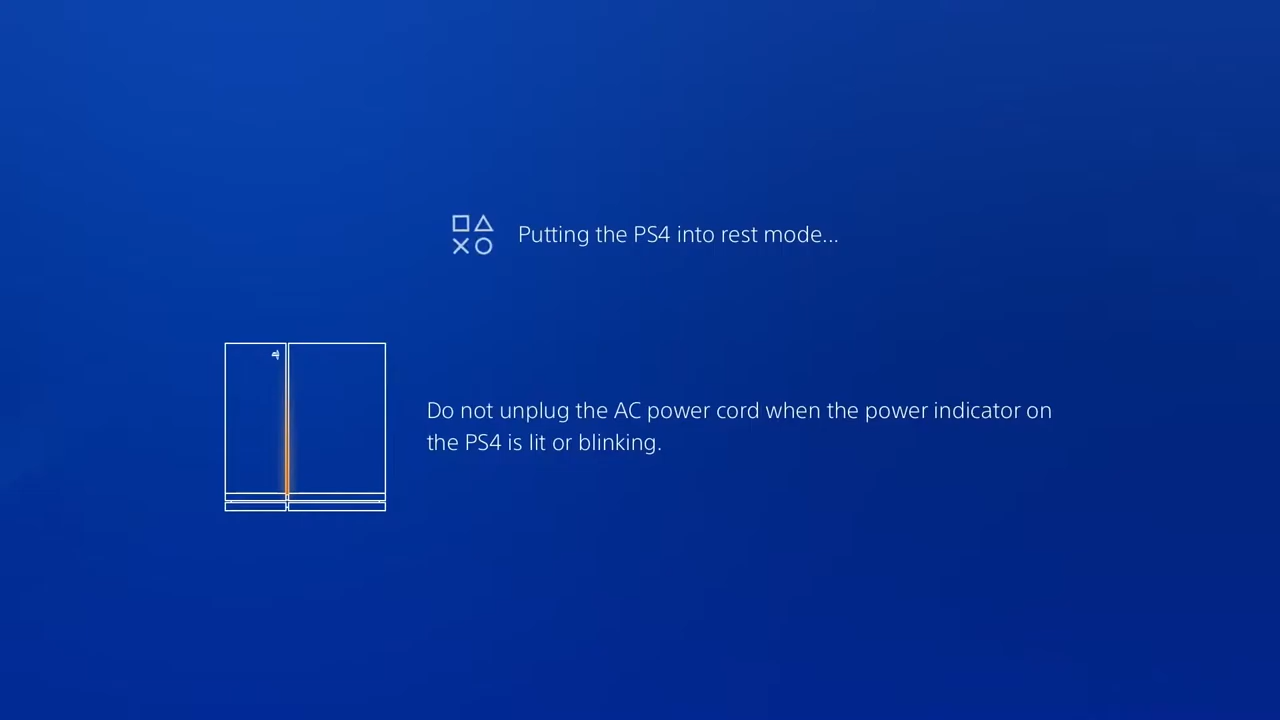 Putting the PS4 into rest mode...
Do not unplug the AC power cord when the power indicator on
the PS4 is lit or blinking.